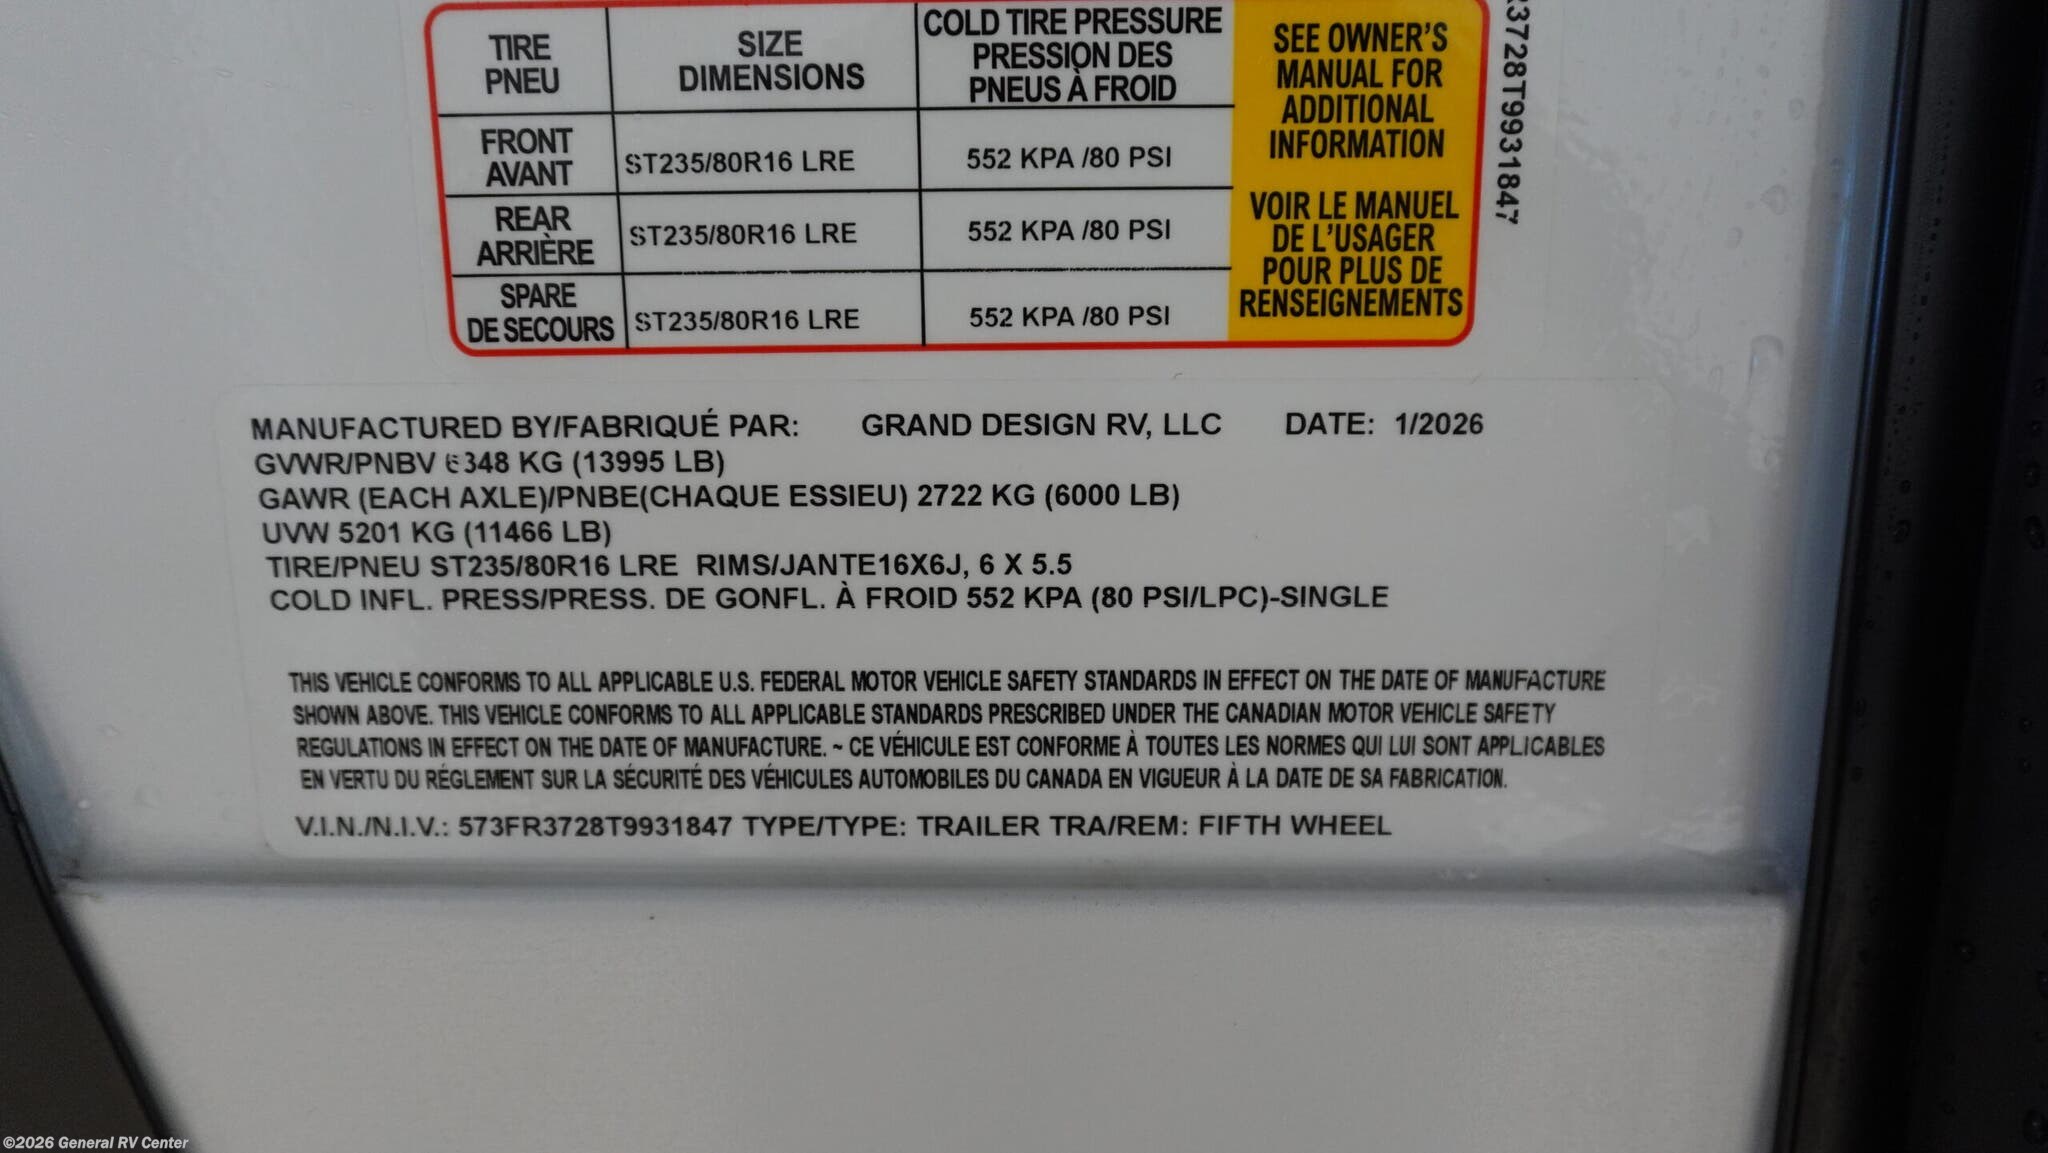 TIRE
PNEU
SIZE
DIMENSIONS
COLD TIRE PRESSURE
PRESSION DES
PNEUS À FROID
FRONT
AVANT
ST235/80R16 LRE
552 KPA /80 PSI
REAR
ARRIÈRE
ST235/80R16 LRE
552 KPA /80 PSI
SPARE
DE SECOURS
ST235/80R16 LRE
552 KPA /80 PSI
SEE OWNER'S
MANUAL FOR
ADDITIONAL
INFORMATION
VOIR LE MANUEL
DE L'USAGER
POUR PLUS DE
RENSEIGNEMENTS
R3728T9931847
MANUFACTURED BY/FABRIQUÉ PAR: GRAND DESIGN RV, LLC DATE: 1/2026
GVWR/PNBV 6348 KG (13995 LB)
GAWR (EACH AXLE)/PNBE(CHAQUE ESSIEU) 2722 KG (6000 LB)
UVW 5201 KG (11466 LB)
TIRE/PNEU ST235/80R16 LRE RIMS/JANTE16X6J, 6 X 5.5
COLD INFL. PRESS/PRESS. DE GONFL. À FROID 552 KPA (80 PSI/LPC)-SINGLE
THIS VEHICLE CONFORMS TO ALL APPLICABLE U.S. FEDERAL MOTOR VEHICLE SAFETY STANDARDS IN EFFECT ON THE DATE OF MANUFACTURE
SHOWN ABOVE. THIS VEHICLE CONFORMS TO ALL APPLICABLE STANDARDS PRESCRIBED UNDER THE CANADIAN MOTOR VEHICLE SAFETY
REGULATIONS IN EFFECT ON THE DATE OF MANUFACTURE. ~ CE VÉHICULE EST CONFORME À TOUTES LES NORMES QUI LUI SONT APPLICABLES
EN VERTU DU RÉGLEMENT SUR LA SÉCURITÉ DES VÉHICULES AUTOMOBILES DU CANADA EN VIGUEUR À LA DATE DE SA FABRICATION.
V.I.N./N.I.V.: 573FR3728T9931847 TYPE/TYPE: TRAILER TRA/REM: FIFTH WHEEL
©2026 General RV Center